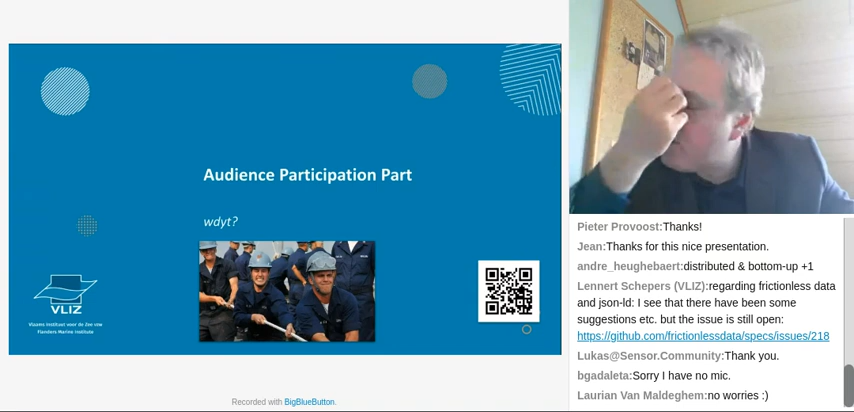 Audience Participation Part
wdyt?
VLIZ
Vlaams Instituut voor de Zee vzw
Flanders Marine Institute
Recorded with BigBlueButton.
Pieter Provoost:Thanks!
Jean:Thanks for this nice presentation.
andre_heughebaert:distributed & bottom-up +1
Lennert Schepers (VLIZ):regarding frictionless data
and json-ld: I see that there have been some
suggestions etc. but the issue is still open:
https://github.com/frictionlessdata/specs/issues/218
Lukas@Sensor.Community:Thank you.
bgadaleta:Sorry I have no mic.
Laurian Van Maldeghem:no worries :)